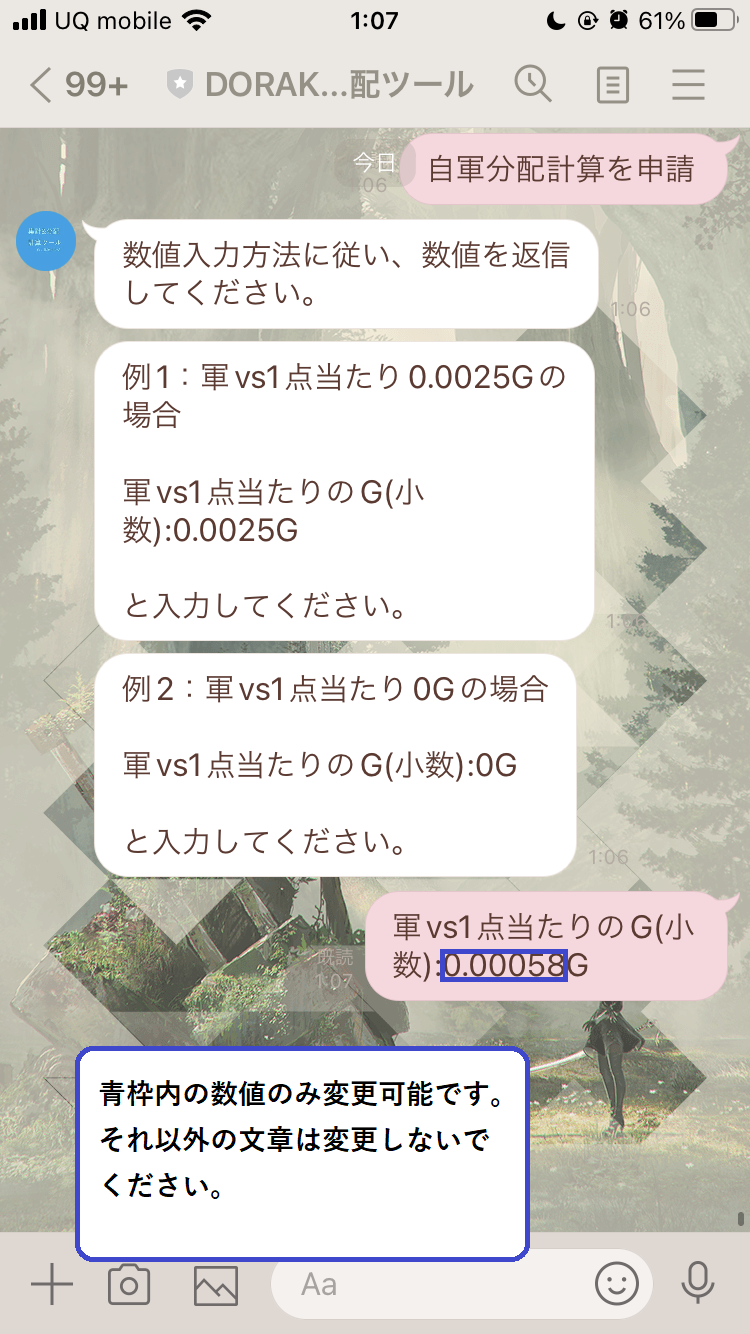 UQ mobile 1:07 61%
99+ DORAK...配ツール
今日
1:06
自軍分配計算を申請
数値入力方法に従い、数値を返信
してください。
1:06
例1：軍vs1点当たり0.0025Gの
場合
軍vs1点当たりのG(小
数):0.0025G
と入力してください。
1:06
例2：軍vs1点当たり0Gの場合
軍vs1点当たりのG(小数):0G
と入力してください。
1:06
軍vs1点当たりのG(小
数):0.00058G
既読
1:07
青枠内の数値のみ変更可能です。
それ以外の文章は変更しないで
ください。
Aa